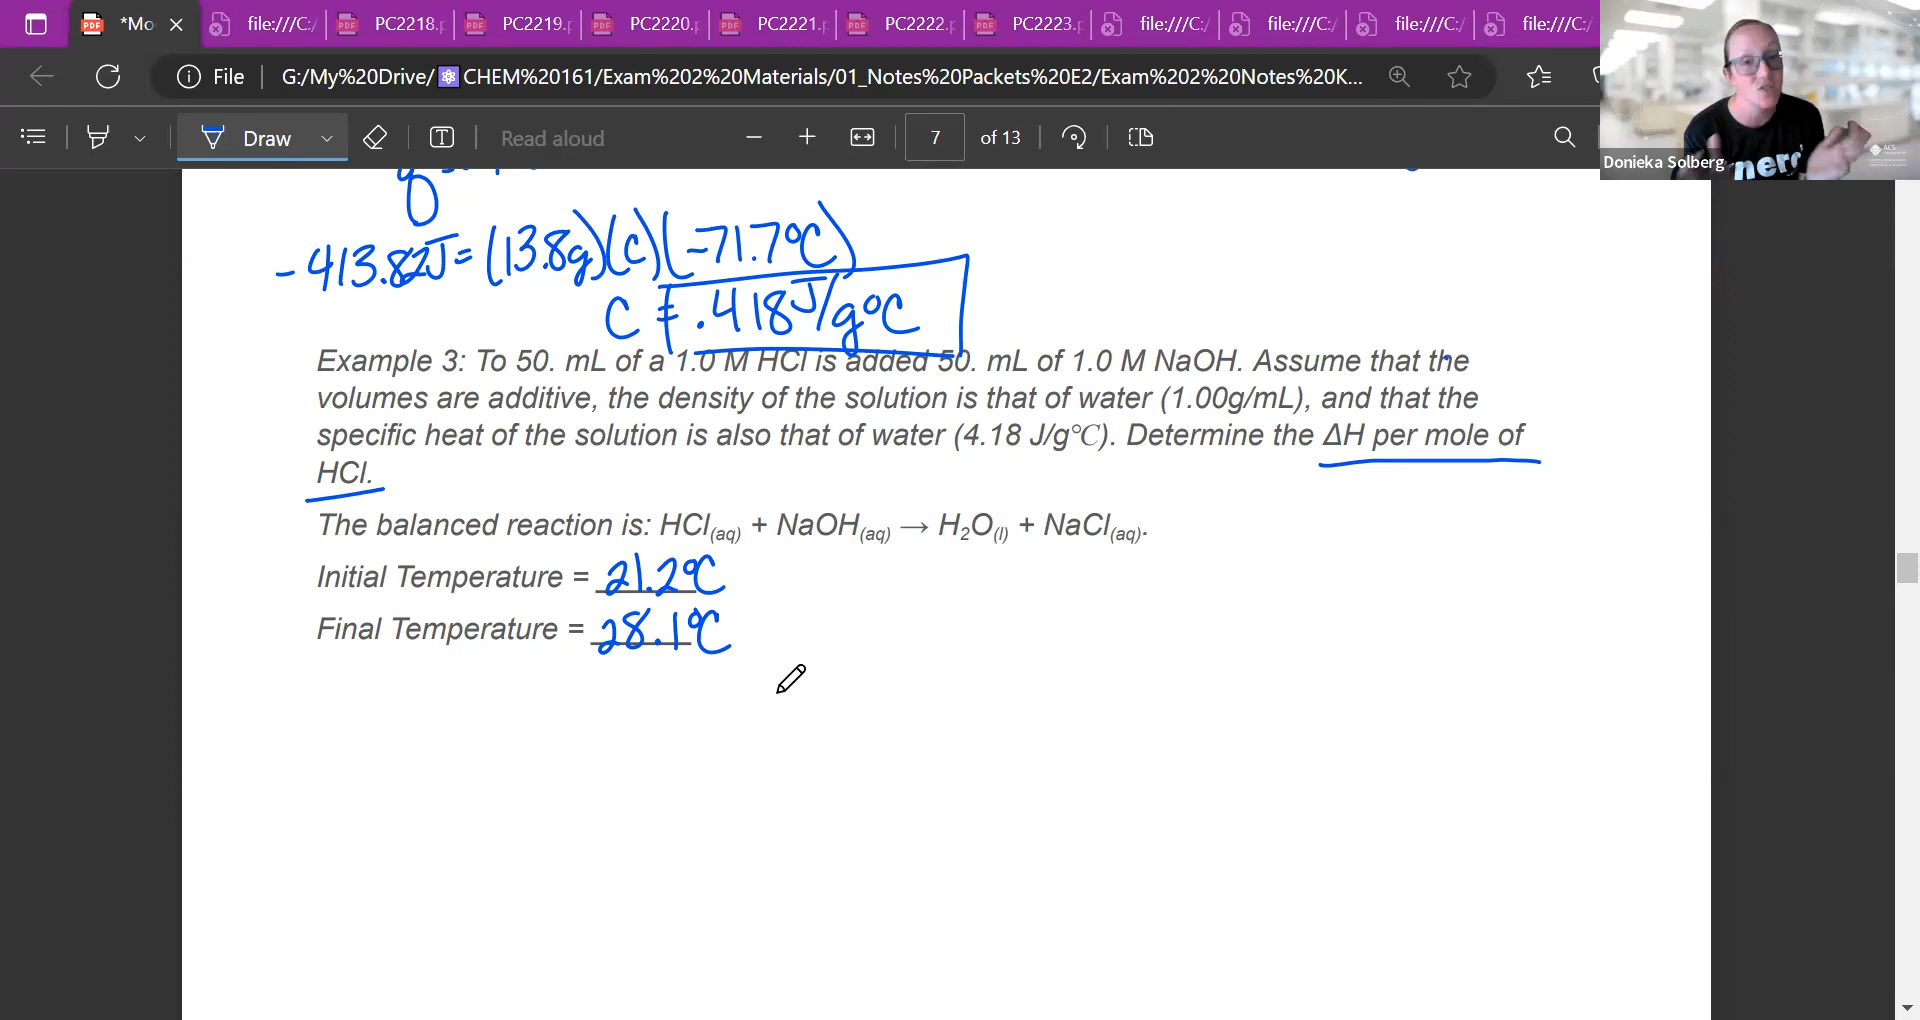 *Mo
file:///C:/
PC2218.p
PC2219.p
PC2220.p
PC2221.p
PC2222.p
PC2223.p
file:///C:/
file:///C:/
file:///C:/
file:///C:/
File
G:/My%20Drive/⚛CHEM%20161/Exam%202%20Materials/01_Notes%20Packets%20E2/Exam%202%20Notes%20K...
Draw
Read aloud
7 of 13
nerd
ACS
Donieka Solberg
q
-413.82J = (13.8g)(C)(-71.7°C)
C = .418 J/g°C
Example 3: To 50. mL of a 1.0 M HCl is added 50. mL of 1.0 M NaOH. Assume that the
volumes are additive, the density of the solution is that of water (1.00g/mL), and that the
specific heat of the solution is also that of water (4.18 J/g°C). Determine the ΔH per mole of
HCl.
The balanced reaction is: HCl(aq) + NaOH(aq) → H2O(l) + NaCl(aq).
Initial Temperature = 21.2°C
Final Temperature = 28.1°C